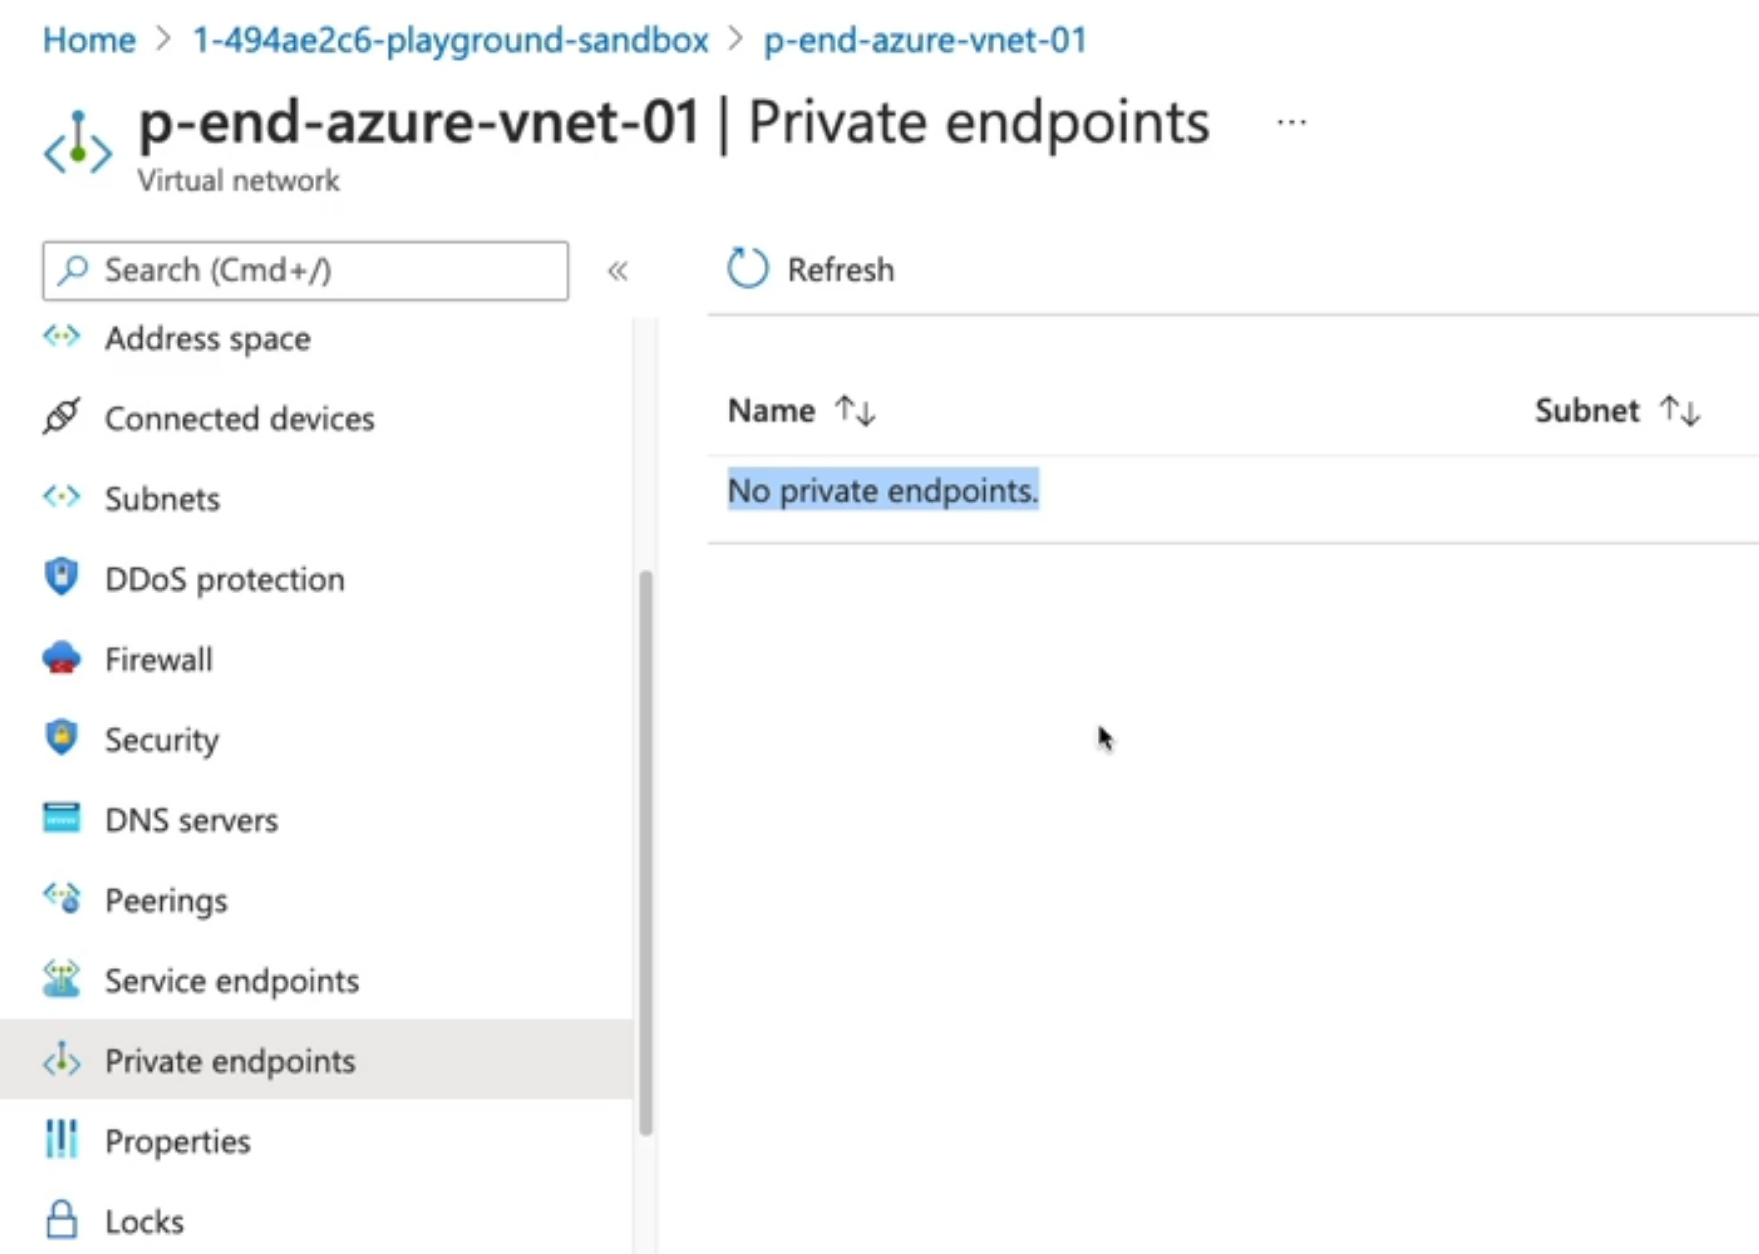 Home > 1-494ae2c6-playground-sandbox > p-end-azure-vnet-01
p-end-azure-vnet-01 | Private endpoints ...
Virtual network
Search (Cmd+/) «
Refresh
Address space
Connected devices
Subnets
DDoS protection
Firewall
Security
DNS servers
Peerings
Service endpoints
Private endpoints
Properties
Locks
Name ↑↓ Subnet ↑↓
No private endpoints.